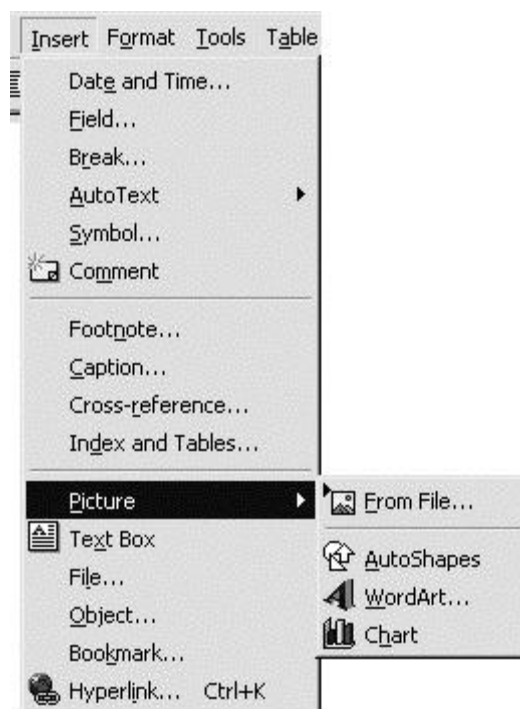 Insert Format Tools Table
Date and Time...
Field...
Break...
AutoText
Symbol...
Comment
Footnote...
Caption...
Cross-reference...
Index and Tables...
Picture
From File...
Text Box
AutoShapes
File...
WordArt...
Object...
Chart
Bookmark...
Hyperlink... Ctrl+K